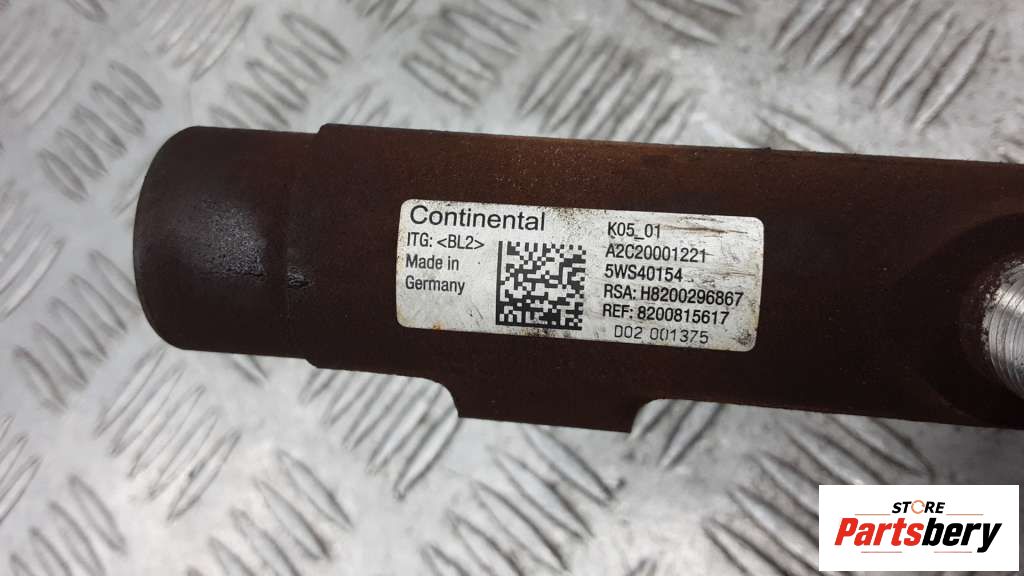 Continental
ITG: <BL2>
Made in
Germany
K05_01
A2C20001221
5WS40154
RSA: H8200296867
REF: 8200815617
D02 001375
STORE
Partsbery